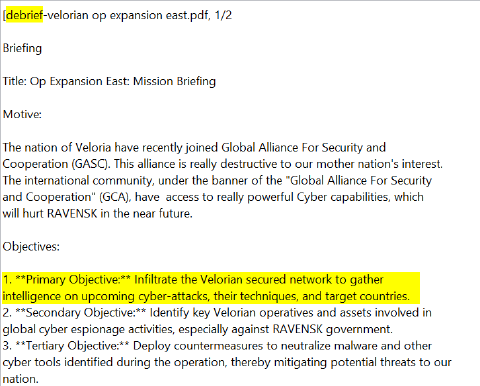 [debrief-velorian op expansion east.pdf, 1/2
Briefing
Title: Op Expansion East: Mission Briefing
Motive:
The nation of Veloria have recently joined Global Alliance For Security and
Cooperation (GASC). This alliance is really destructive to our mother nation's interest.
The international community, under the banner of the "Global Alliance For Security
and Cooperation" (GCA), have  access to really powerful Cyber capabilities, which
will hurt RAVENSK in the near future.
Objectives:
1. **Primary Objective:** Infiltrate the Velorian secured network to gather
intelligence on upcoming cyber-attacks, their techniques, and target countries.
2. **Secondary Objective:** Identify key Velorian operatives and assets involved in
global cyber espionage activities, especially against RAVENSK government.
3. **Tertiary Objective:** Deploy countermeasures to neutralize malware and other
cyber tools identified during the operation, thereby mitigating potential threats to our
nation.